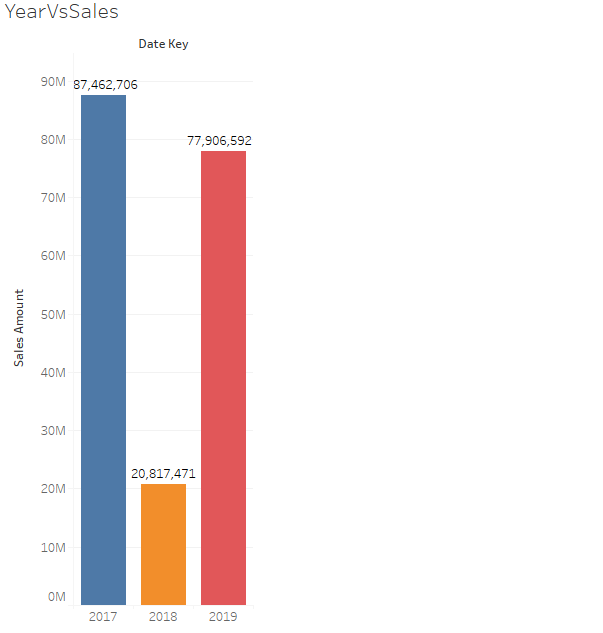 YearVsSales
Date Key
90M
80M
70M
60M
50M
40M
30M
20M
10M
0M
Sales Amount
87,462,706
20,817,471
77,906,592
2017 2018 2019